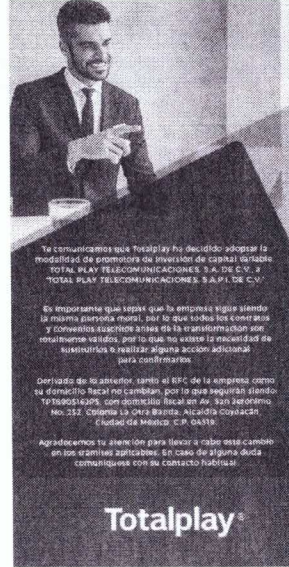 Te comunicamos que Totalplay ha decidido adoptar la
modalidad de promotora de inversión de capital variable
TOTAL PLAY TELECOMUNICACIONES, S.A. DE C.V., a
"TOTAL PLAY TELECOMUNICACIONES, S.A.P.I. DE C.V."
Es importante que sepas que la empresa sigue siendo
la misma persona moral, por lo que todos los contratos
y convenios suscritos antes de la transformación son
totalmente válidos, por lo que no existe la necesidad de
sustituirlos o realizar alguna acción adicional
para confirmarlos.
Derivado de lo anterior, tanto el RFC de la empresa como
su domicilio fiscal no cambian, por lo que seguirán siendo:
con domicilio fiscal en Av. San Jerónimo
No. 252, Colonia La Otra Banda, Alcaldía Coyoacán
Ciudad de México, C.P. 04519.
Agradecemos tu atención para llevar a cabo este cambio
en los trámites aplicables. En caso de alguna duda
comuníquese con su contacto habitual
Totalplay